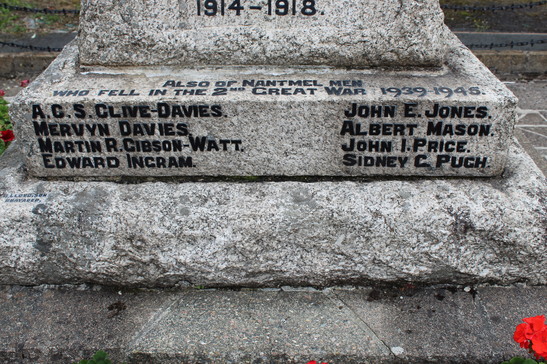 1914-1918.
ALSO OF NANTMEL MEN
WHO FELL IN THE 2ND GREAT WAR 1939-1945.
A.C.S. CLIVE-DAVIES.
MERVYN DAVIES.
MARTIN R. GIBSON-WATT.
EDWARD INGRAM.
JOHN E. JONES.
ALBERT MASON.
JOHN I. PRICE.
SIDNEY C. PUGH.